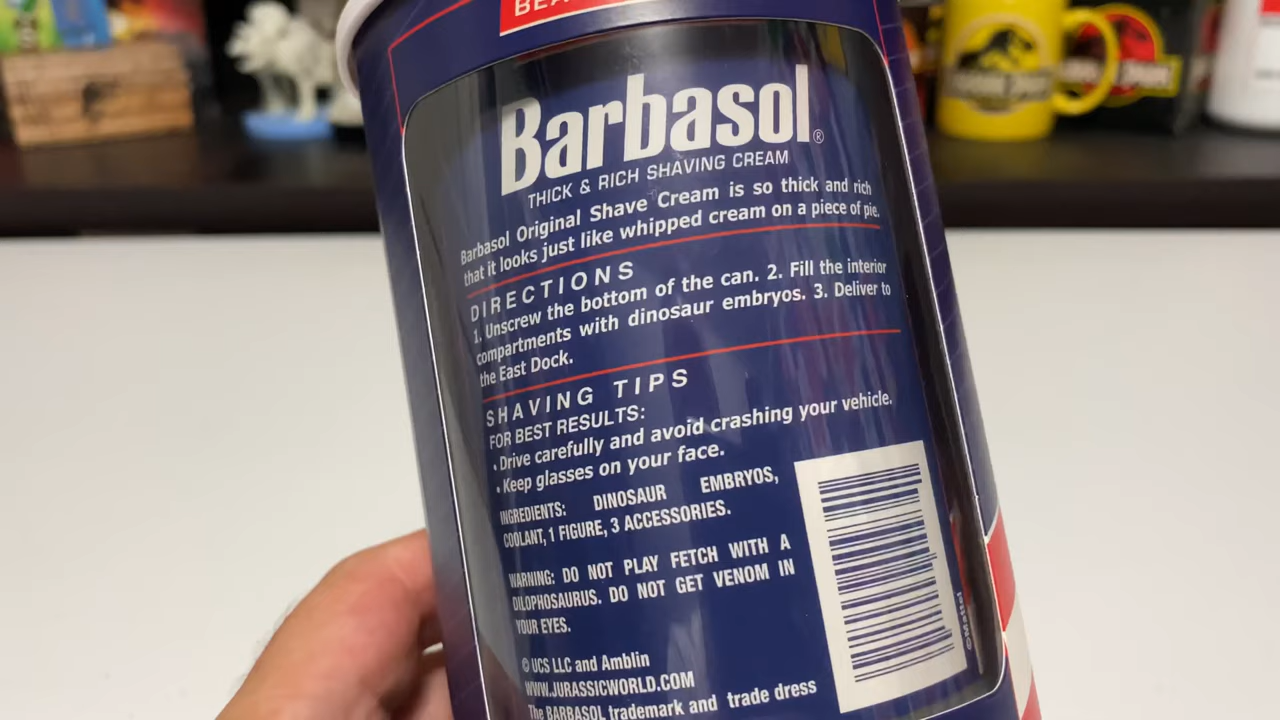 Barbasol®
THICK & RICH SHAVING CREAM
Barbasol Original Shave Cream is so thick and rich
that it looks just like whipped cream on a piece of pie.
DIRECTIONS
1. Unscrew the bottom of the can. 2. Fill the interior
compartments with dinosaur embryos. 3. Deliver to
the East Dock.
SHAVING TIPS
FOR BEST RESULTS:
• Drive carefully and avoid crashing your vehicle.
• Keep glasses on your face.
INGREDIENTS: DINOSAUR EMBRYOS,
COOLANT, 1 FIGURE, 3 ACCESSORIES.
WARNING: DO NOT PLAY FETCH WITH A
DILOPHOSAURUS. DO NOT GET VENOM IN
YOUR EYES.
© UCS LLC and Amblin
WWW.JURASSICWORLD.COM
The BARBASOL trademark and trade dress
©Mattel